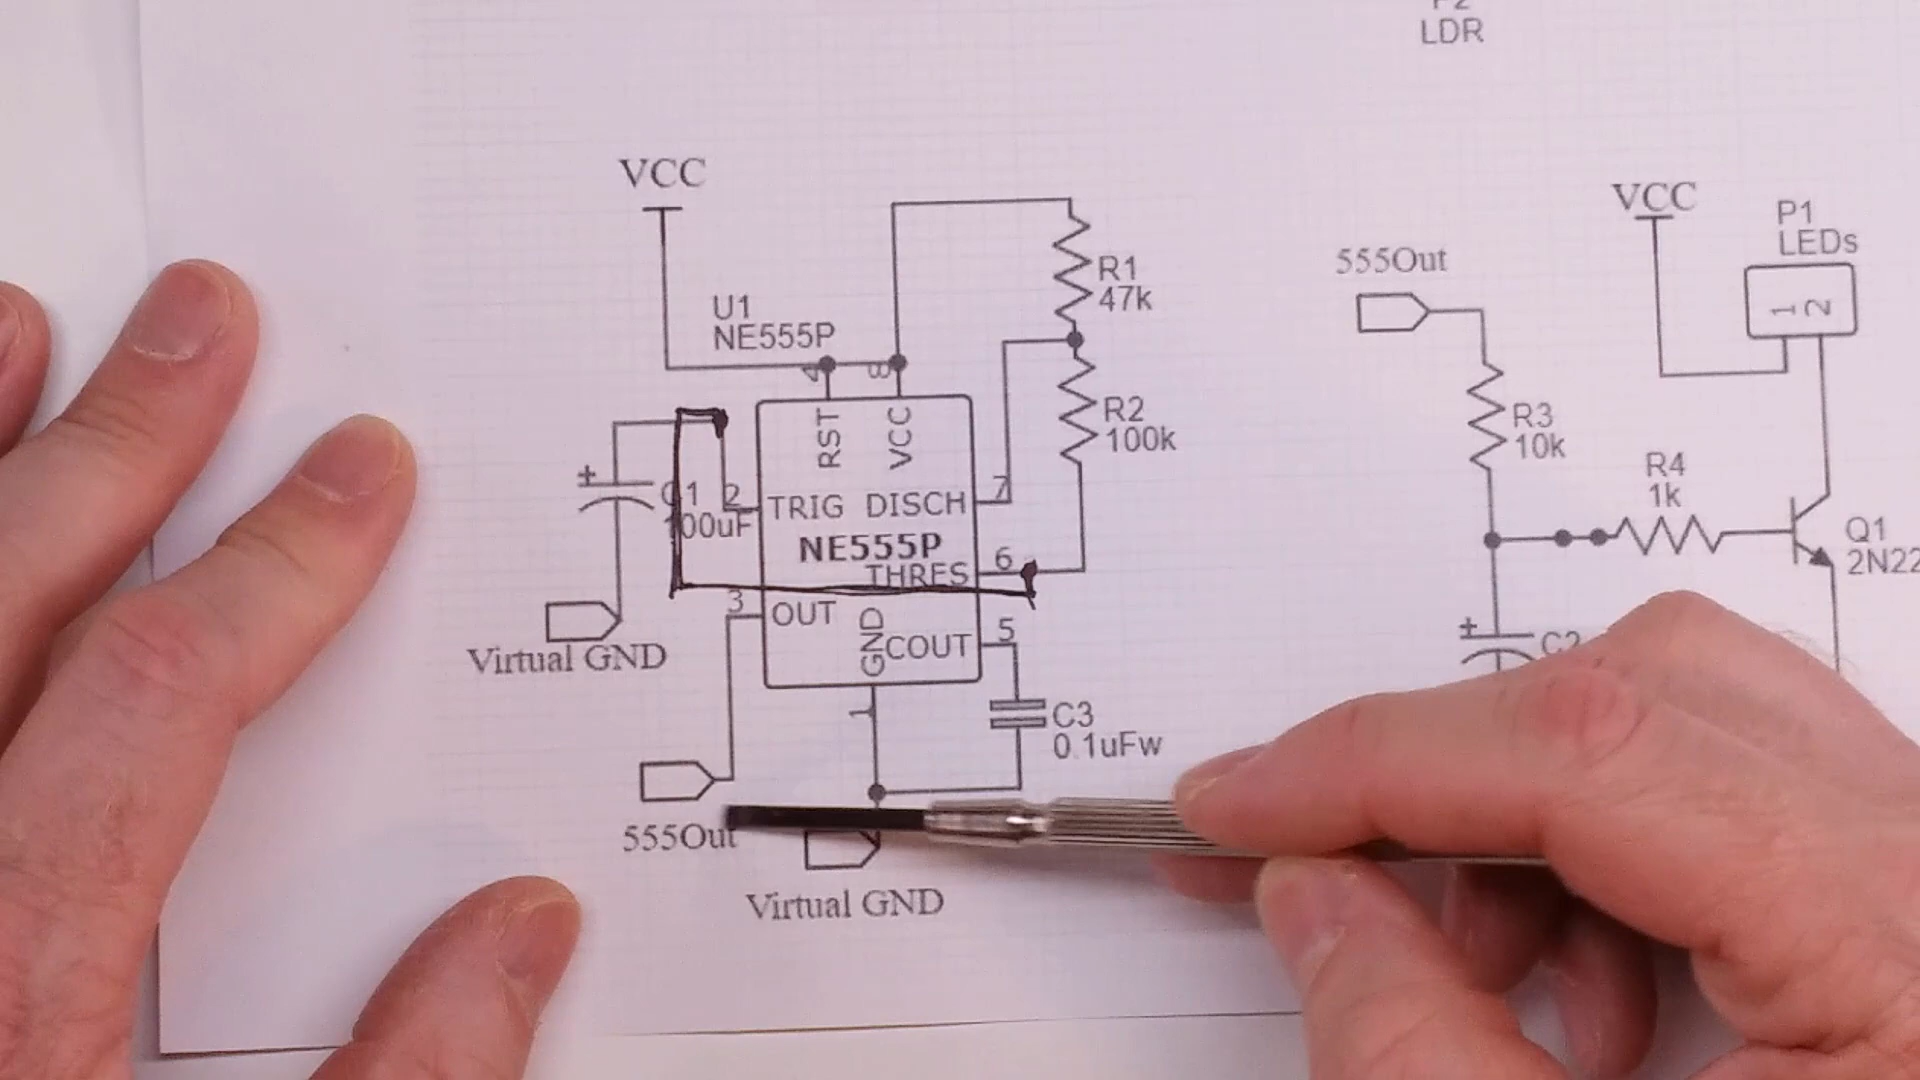 LDR
VCC
U1
NE555P
R1
47k
4
8
RST
VCC
R2
100k
+
C1
100uF
2
TRIG
DISCH
7
NE555P
THRES
6
3
OUT
GND
COUT
5
Virtual GND
1
C3
0.1uFw
555Out
Virtual GND
VCC
P1
LEDs
1
2
555Out
R3
10k
R4
1k
Q1
2N22
+
C2